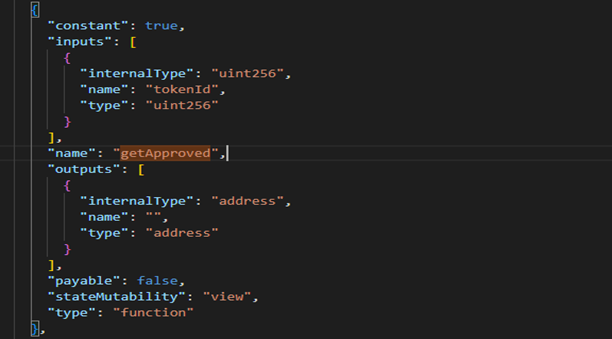 {
"constant": true,
"inputs": [
{
"internalType": "uint256",
"name": "tokenId",
"type": "uint256"
}
],
"name": "getApproved",
"outputs": [
{
"internalType": "address",
"name": "",
"type": "address"
}
],
"payable": false,
"stateMutability": "view",
"type": "function"
},